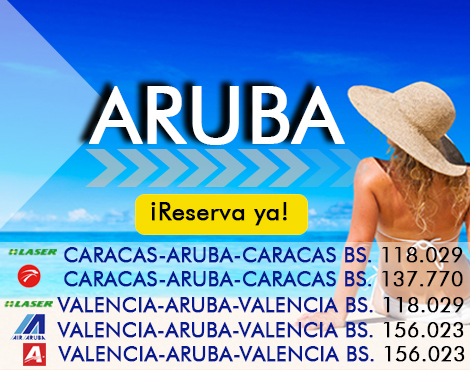 ARUBA
¡Reserva ya!
LASER CARACAS-ARUBA-CARACAS BS. 118.029
CARACAS-ARUBA-CARACAS BS. 137.770
LASER VALENCIA-ARUBA-VALENCIA BS. 118.029
AIR ARUBA VALENCIA-ARUBA-VALENCIA BS. 156.023
A VALENCIA-ARUBA-VALENCIA BS. 156.023